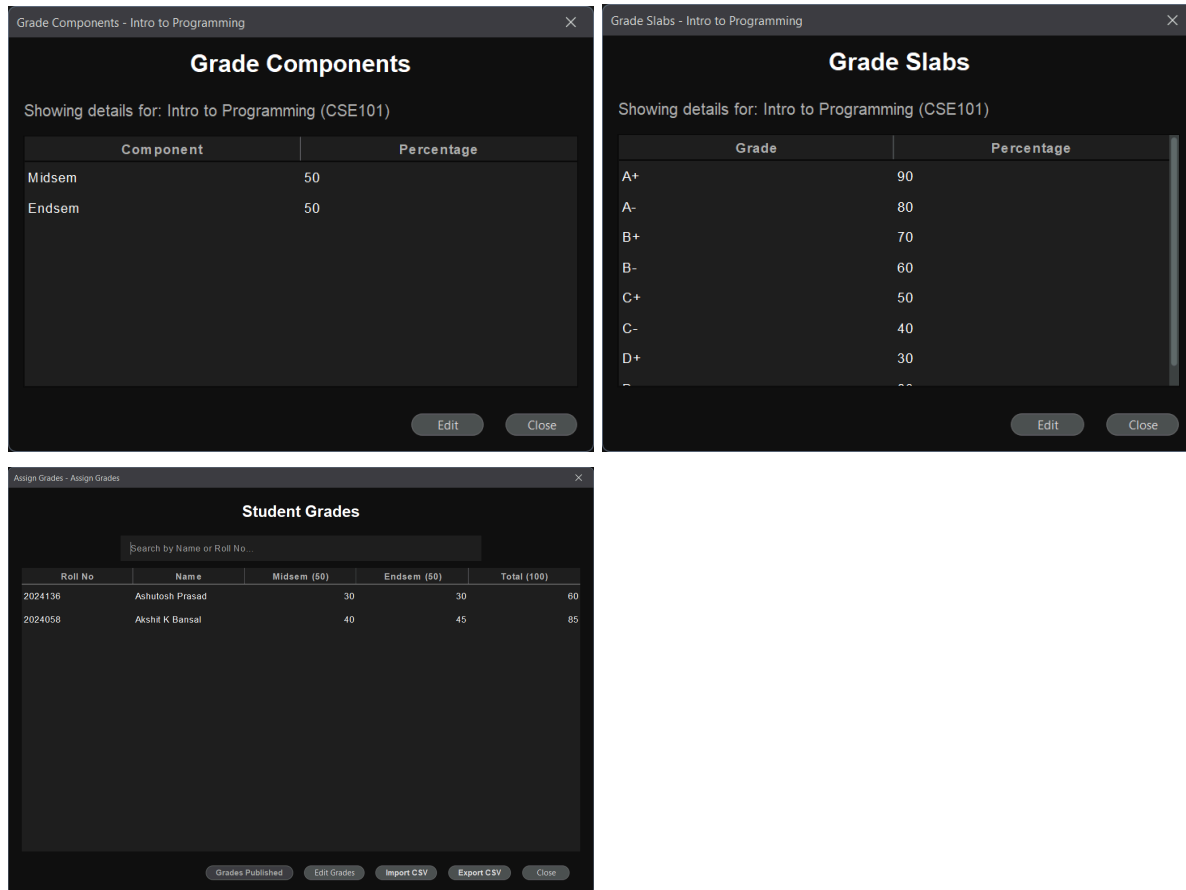 Grade Components - Intro to Programming
Grade Components
Showing details for: Intro to Programming (CSE101)
Component Percentage
Midsem 50
Endsem 50
Edit Close
Grade Slabs - Intro to Programming
Grade Slabs
Showing details for: Intro to Programming (CSE101)
Grade Percentage
A+ 90
A- 80
B+ 70
B- 60
C+ 50
C- 40
D+ 30
Edit Close
Assign Grades - Assign Grades
Student Grades
Search by Name or Roll No...
Roll No Name Midsem (50) Endsem (50) Total (100)
2024136 Ashutosh Prasad 30 30 60
2024058 Akshit K Bansal 40 45 85
Grades Published Edit Grades Import CSV Export CSV Close